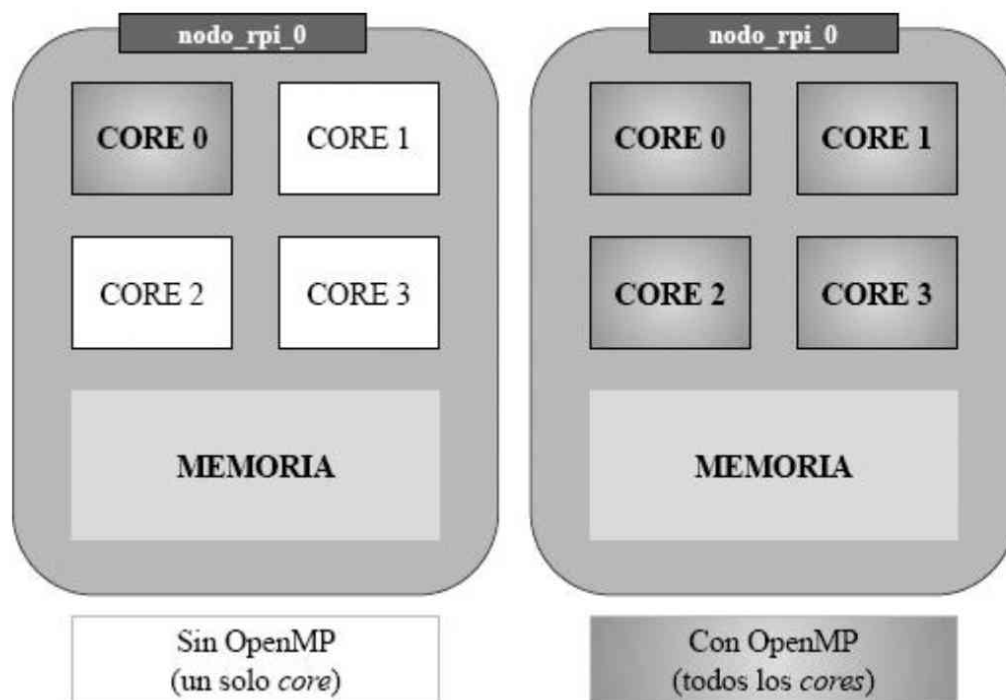 nodo_rpi_0
CORE 0
CORE 1
CORE 2
CORE 3
MEMORIA
Sin OpenMP
(un solo core)
nodo_rpi_0
CORE 0
CORE 1
CORE 2
CORE 3
MEMORIA
Con OpenMP
(todos los cores)